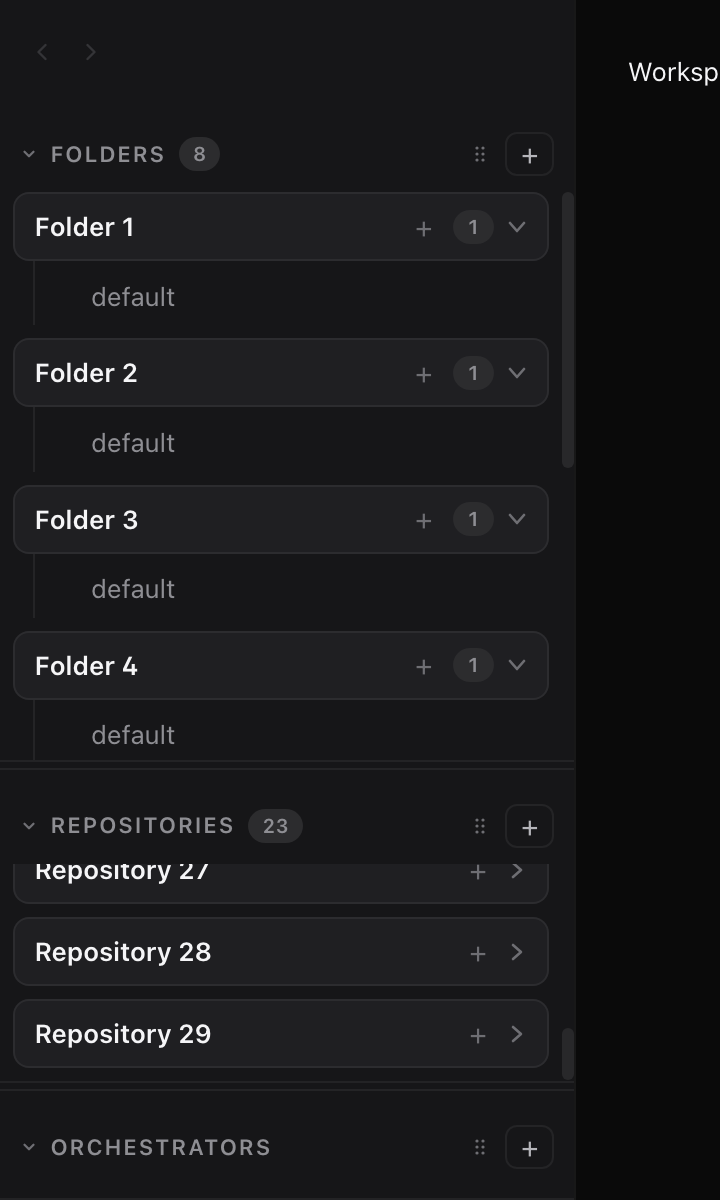 Worksp
FOLDERS 8
+
Folder 1 + 1
default
Folder 2 + 1
default
Folder 3 + 1
default
Folder 4 + 1
default
REPOSITORIES 23
+
Repository 27 +
Repository 28 +
Repository 29 +
ORCHESTRATORS
+